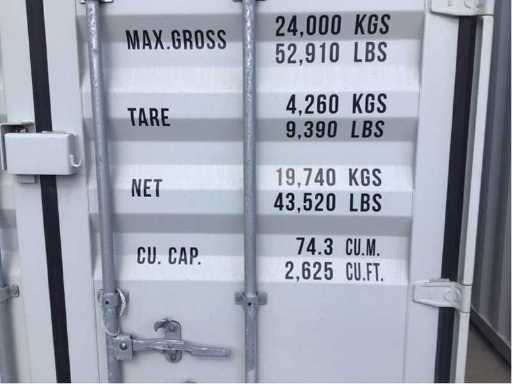 MAX.GROSS 24,000 KGS
52,910 LBS
TARE 4,260 KGS
9,390 LBS
NET 19,740 KGS
43,520 LBS
CU. CAP. 74.3 CU.M.
2,625 CU.FT.